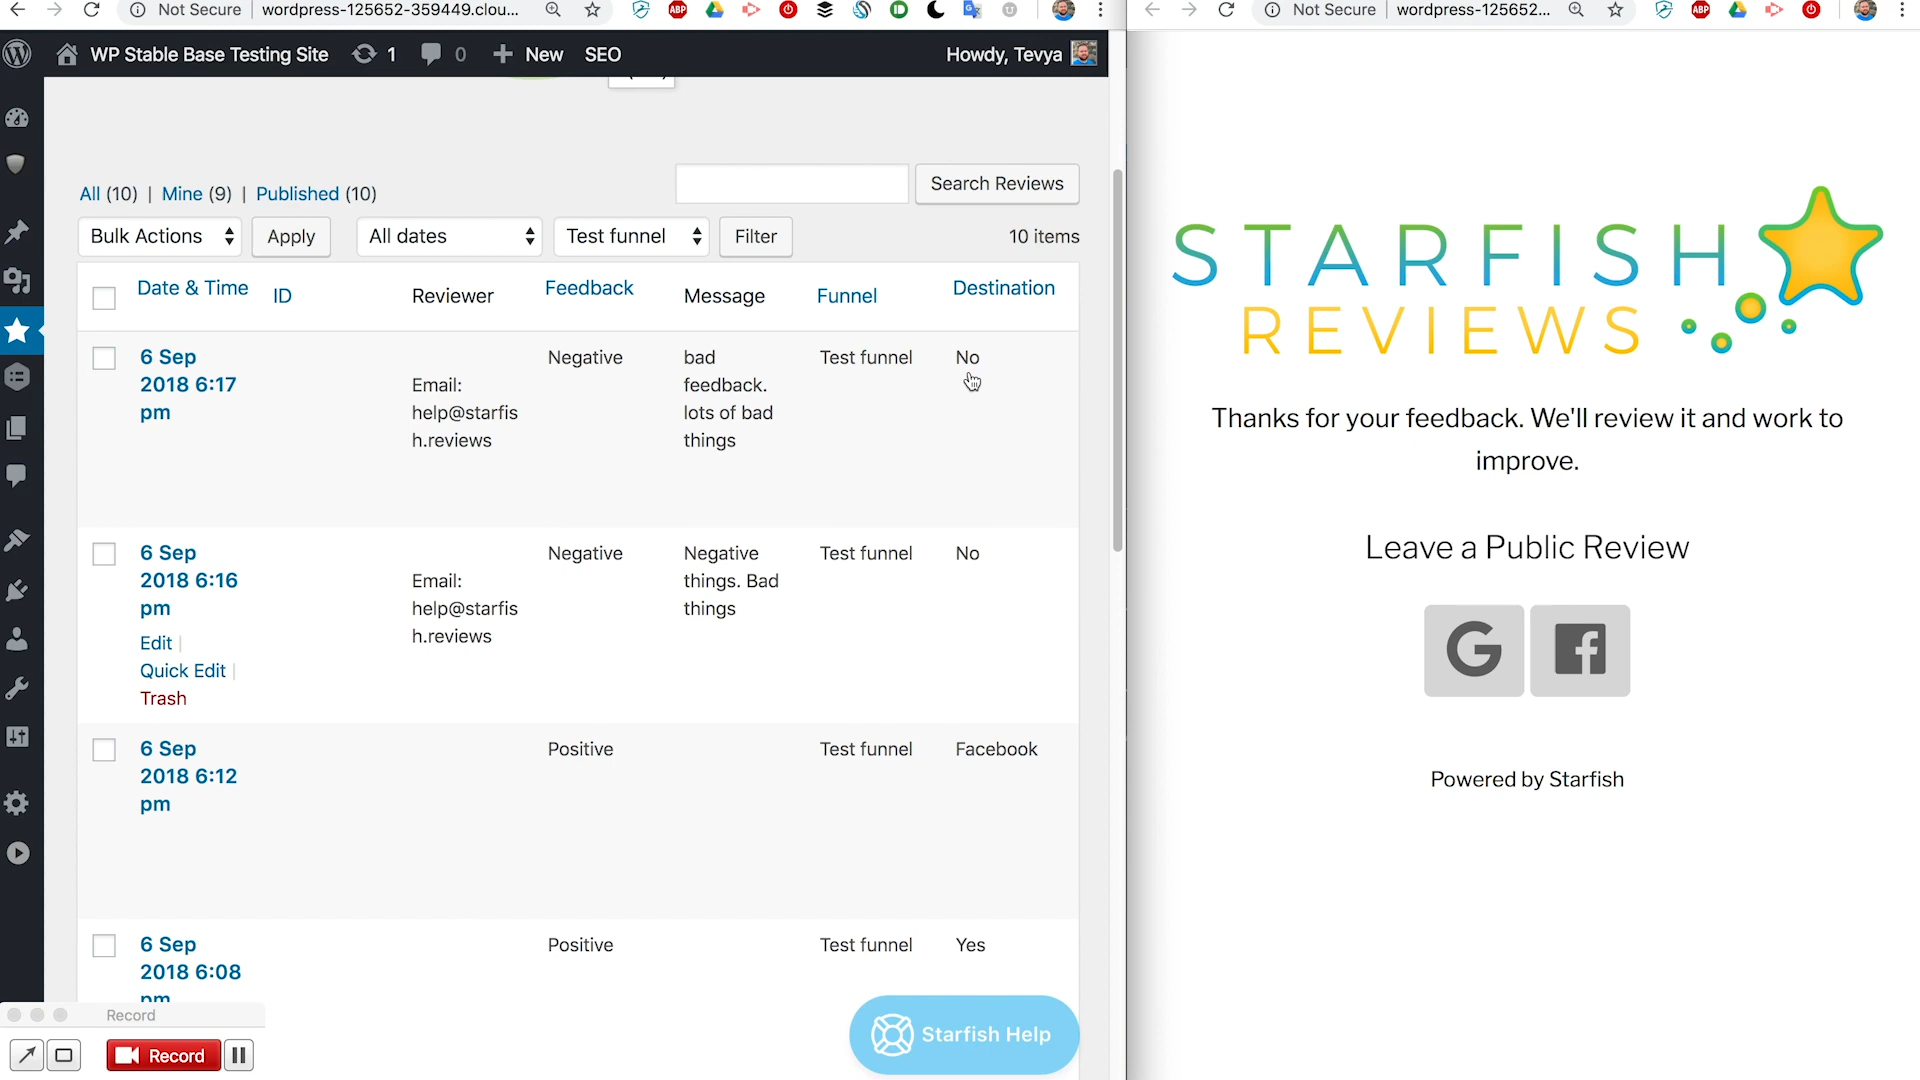 Not Secure | wordpress-125652-359449.clou...
ABP
WP Stable Base Testing Site 1 0 New SEO
Howdy, Tevya
All (10) | Mine (9) | Published (10)
Search Reviews
Bulk Actions Apply All dates Test funnel Filter 10 items
Date & Time ID Reviewer Feedback Message Funnel Destination
6 Sep
2018 6:17
pm
Email:
help@starfis
h.reviews
Negative
bad
feedback.
lots of bad
things
Test funnel
No
6 Sep
2018 6:16
pm
Edit |
Quick Edit |
Trash
Email:
help@starfis
h.reviews
Negative
Negative
things. Bad
things
Test funnel
No
6 Sep
2018 6:12
pm
Positive
Test funnel
Facebook
6 Sep
2018 6:08
pm
Positive
Test funnel
Yes
Starfish Help
Record
Record
Not Secure | wordpress-125652...
ABP
STARFISH
REVIEWS
Thanks for your feedback. We'll review it and work to
improve.
Leave a Public Review
Powered by Starfish